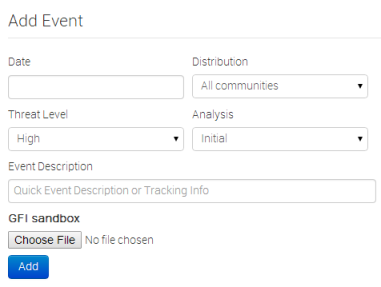 Add Event
Date Distribution
All communities
Threat Level Analysis
High Initial
Event Description
Quick Event Description or Tracking Info
GFI sandbox
Choose File No file chosen
Add